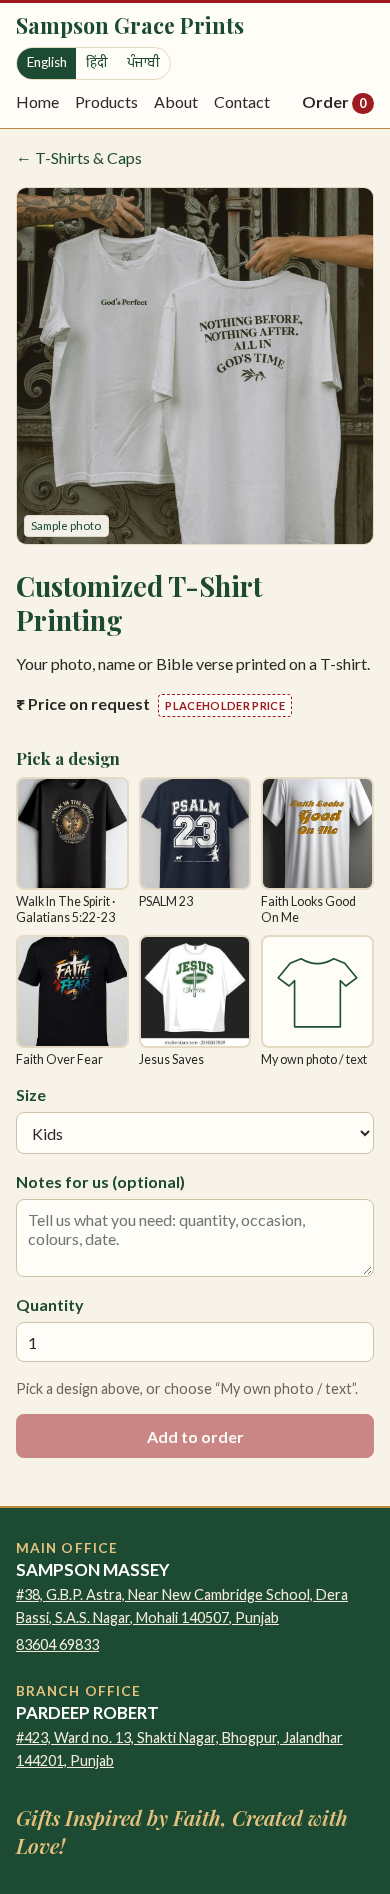 Sampson Grace Prints
English हिंदी ਪੰਜਾਬੀ
Home Products About Contact Order 0
← T-Shirts & Caps
God's Perfect
NOTHING BEFORE,
NOTHING AFTER.
ALL IN
GOD'S TIME
Sample photo
Customized T-Shirt
Printing
Your photo, name or Bible verse printed on a T-shirt.
₹ Price on request PLACEHOLDER PRICE
Pick a design
WALK IN THE SPIRIT
PSALM
23
Faith Looks
Good
On Me
Walk In The Spirit ·
Galatians 5:22-23
PSALM 23
Faith Looks Good
On Me
FAITH
FEAR
JESUS
Faith Over Fear
Jesus Saves
My own photo / text
Size
Kids
Notes for us (optional)
Tell us what you need: quantity, occasion,
colours, date.
Quantity
1
Pick a design above, or choose “My own photo / text”.
Add to order
MAIN OFFICE
SAMPSON MASSEY
#38, G.B.P. Astra, Near New Cambridge School, Dera
Bassi, S.A.S. Nagar, Mohali 140507, Punjab
83604 69833
BRANCH OFFICE
PARDEEP ROBERT
#423, Ward no. 13, Shakti Nagar, Bhogpur, Jalandhar
144201, Punjab
Gifts Inspired by Faith, Created with
Love!